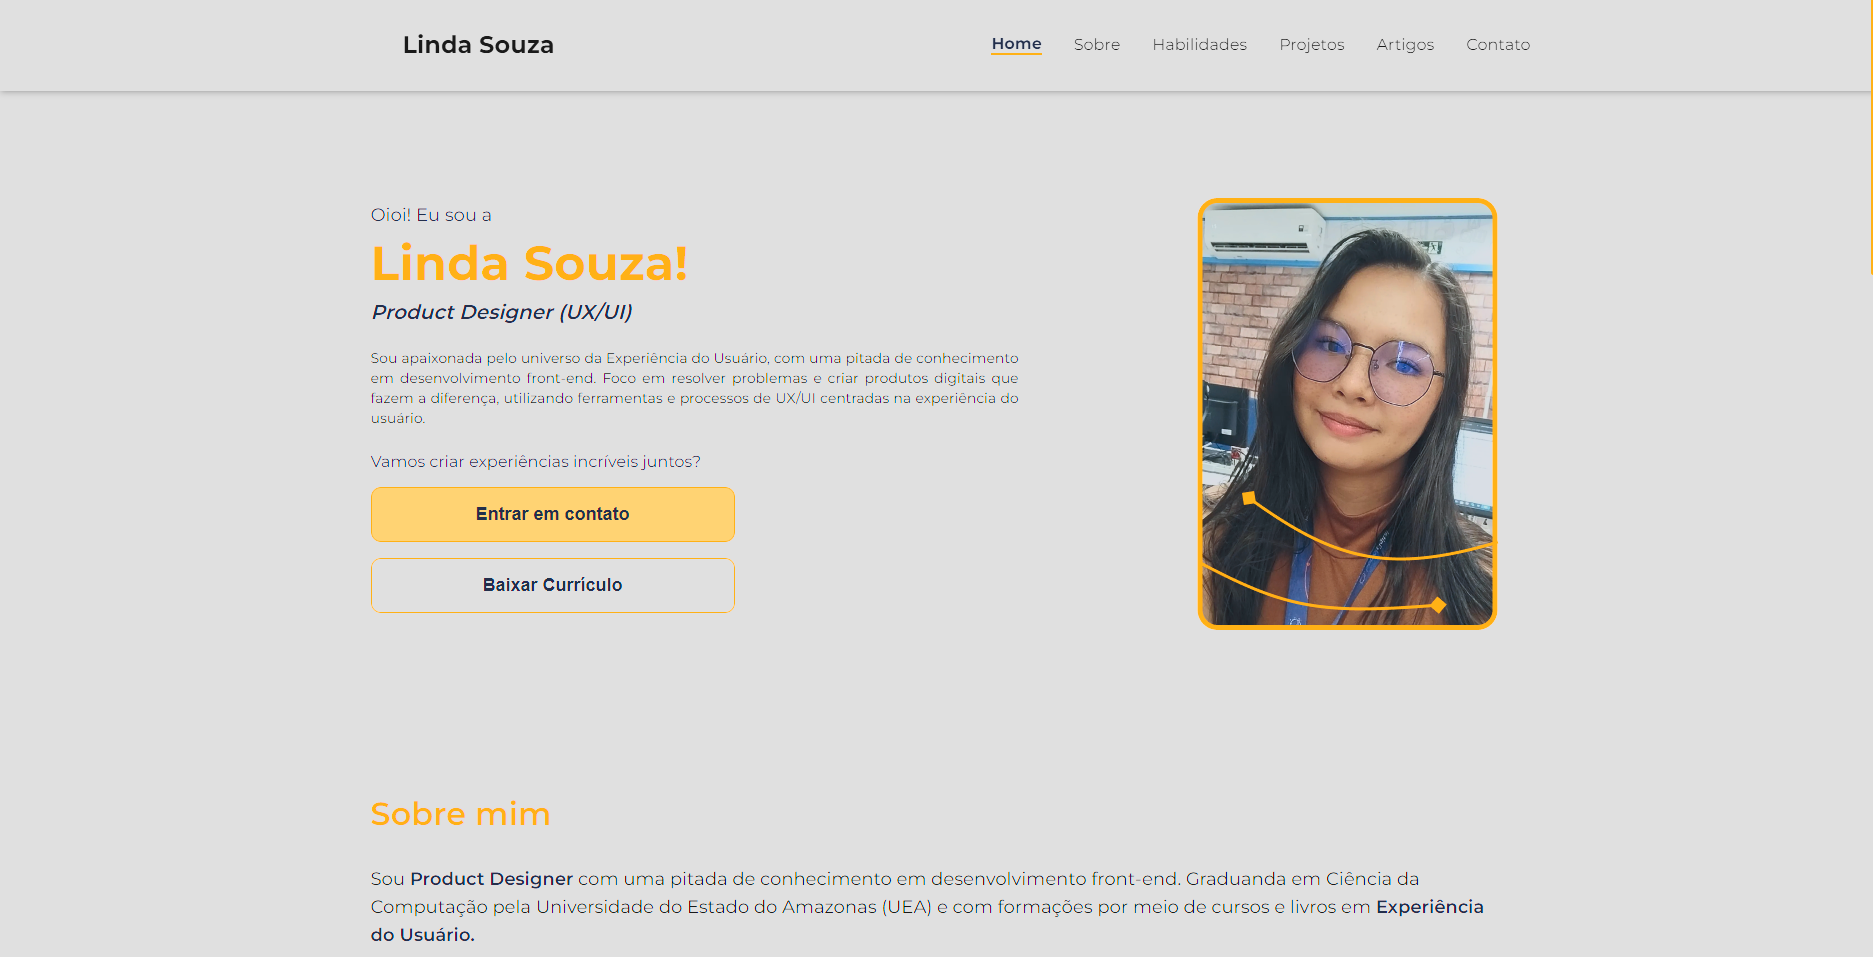 Linda Souza
Home Sobre Habilidades Projetos Artigos Contato
Oioi! Eu sou a
Linda Souza!
Product Designer (UX/UI)
Sou apaixonada pelo universo da Experiência do Usuário, com uma pitada de conhecimento
em desenvolvimento front-end. Foco em resolver problemas e criar produtos digitais que
fazem a diferença, utilizando ferramentas e processos de UX/UI centradas na experiência do
usuário.
Vamos criar experiências incríveis juntos?
Entrar em contato
Baixar Currículo
Sobre mim
Sou Product Designer com uma pitada de conhecimento em desenvolvimento front-end. Graduanda em Ciência da
Computação pela Universidade do Estado do Amazonas (UEA) e com formações por meio de cursos e livros em Experiência
do Usuário.